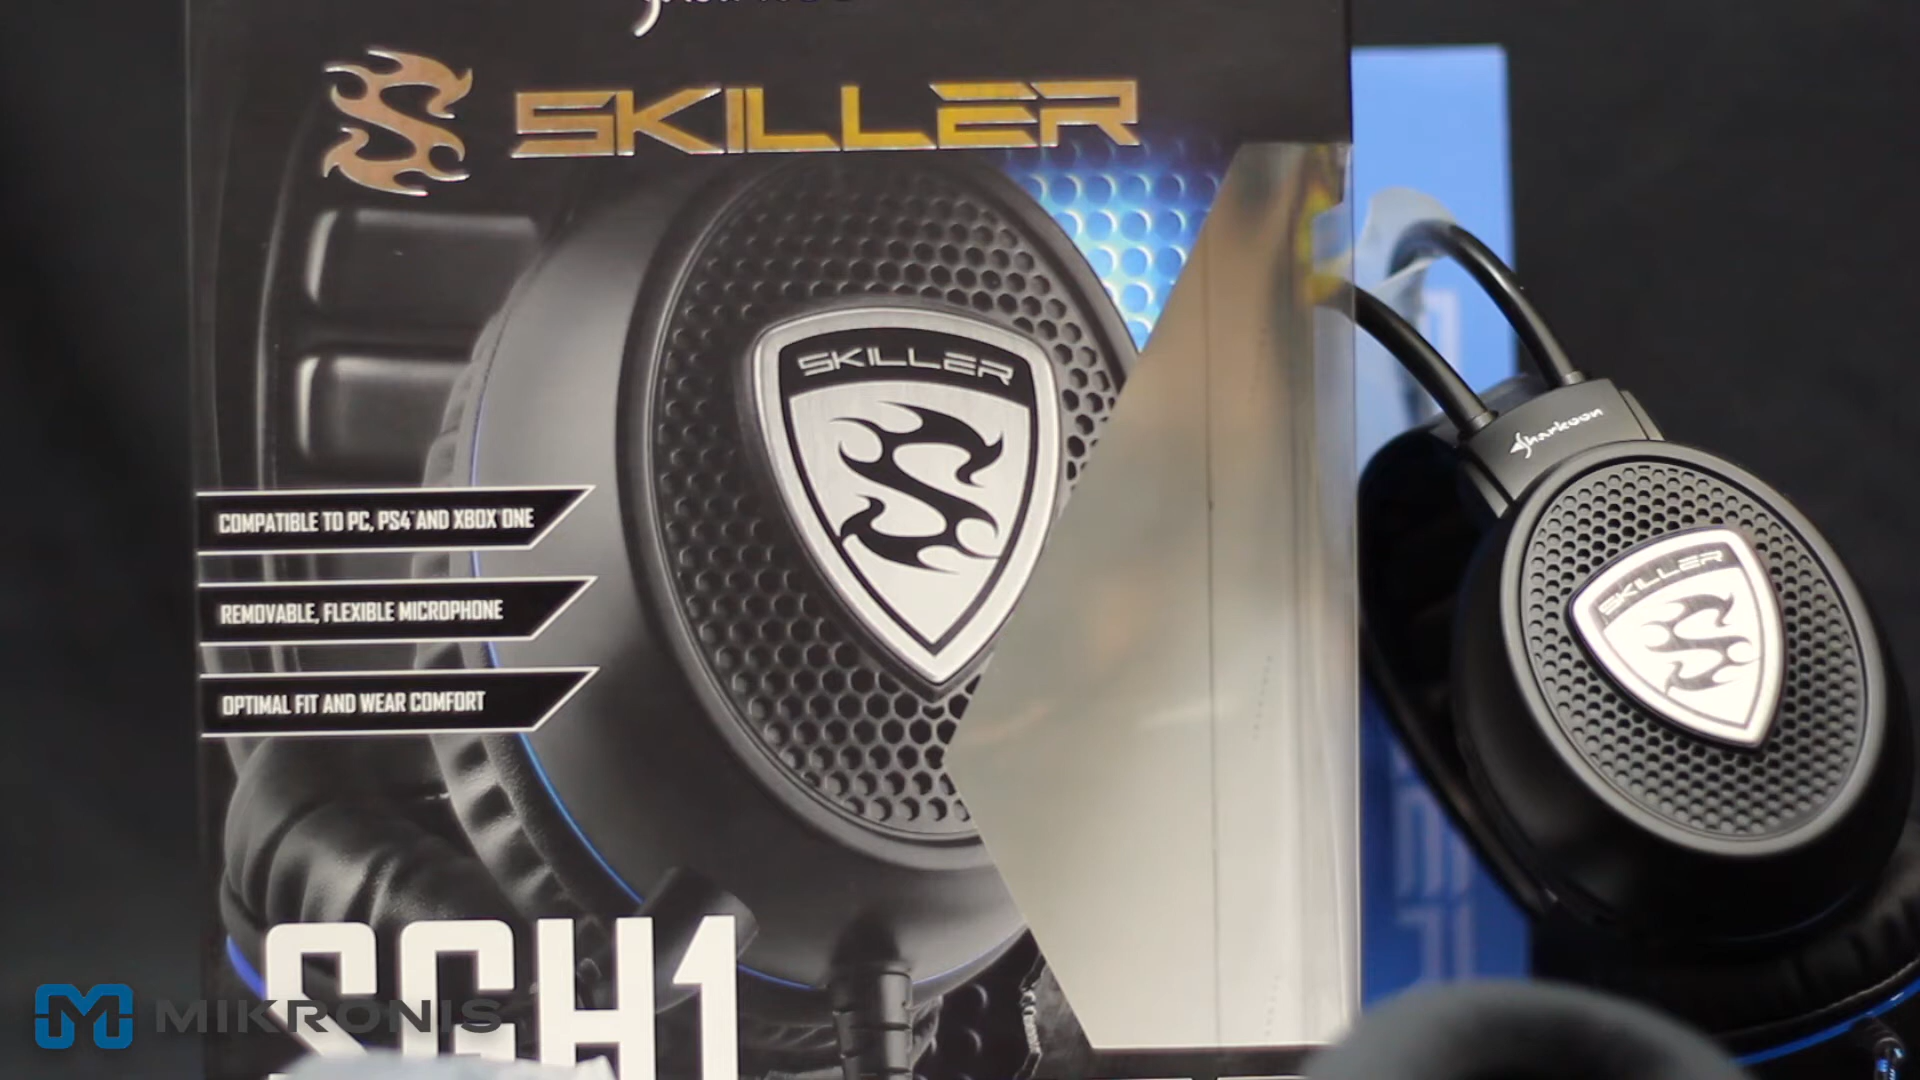 SKILLER
SKILLER
COMPATIBLE TO PC, PS4™ AND XBOX ONE
REMOVABLE, FLEXIBLE MICROPHONE
OPTIMAL FIT AND WEAR COMFORT
SGH1
Sharkoon
SKILLER
MIKRONIS